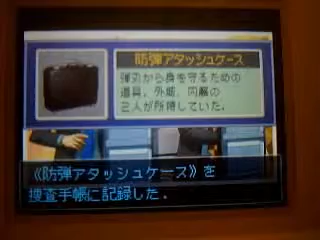 防弾アタッシュケース
弾丸から身を守るための
道具。外城、内藤の
２人が所持していた。
《防弾アタッシュケース》を
捜査手帳に記録した．